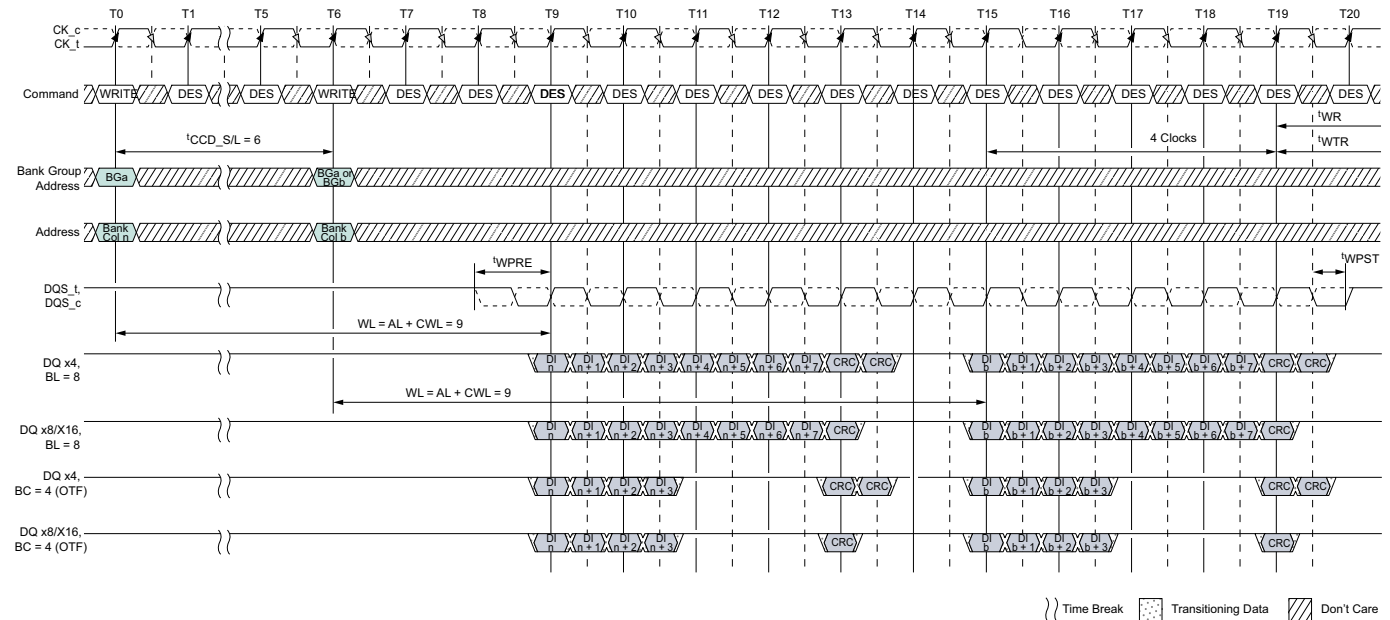 T0 T1 T5 T6 T7 T8 T9 T10 T11 T12 T13 T14 T15 T16 T17 T18 T19 T20
CK_c
CK_t
Command WRITE DES DES WRITE DES DES DES DES DES DES DES DES DES DES DES DES DES DES
tWR
tCCD_S/L = 6
4 Clocks
tWTR
Bank Group
Address
BGa
BGa or
BGb
Address
Bank
Col n
Bank
Col b
tWPRE
tWPST
DQS_t,
DQS_c
WL = AL + CWL = 9
DQ x4,
BL = 8
DI n DI n + 1 DI n + 2 DI n + 3 DI n + 4 DI n + 5 DI n + 6 DI n + 7 CRC CRC DI b DI b + 1 DI b + 2 DI b + 3 DI b + 4 DI b + 5 DI b + 6 DI b + 7 CRC CRC
WL = AL + CWL = 9
DQ x8/X16,
BL = 8
DI n DI n + 1 DI n + 2 DI n + 3 DI n + 4 DI n + 5 DI n + 6 DI n + 7 CRC DI b DI b + 1 DI b + 2 DI b + 3 DI b + 4 DI b + 5 DI b + 6 DI b + 7 CRC
DQ x4,
BC = 4 (OTF)
DI n DI n + 1 DI n + 2 DI n + 3 CRC CRC DI b DI b + 1 DI b + 2 DI b + 3 CRC CRC
DQ x8/X16,
BC = 4 (OTF)
DI n DI n + 1 DI n + 2 DI n + 3 CRC DI b DI b + 1 DI b + 2 DI b + 3 CRC
Time Break Transitioning Data Don't Care